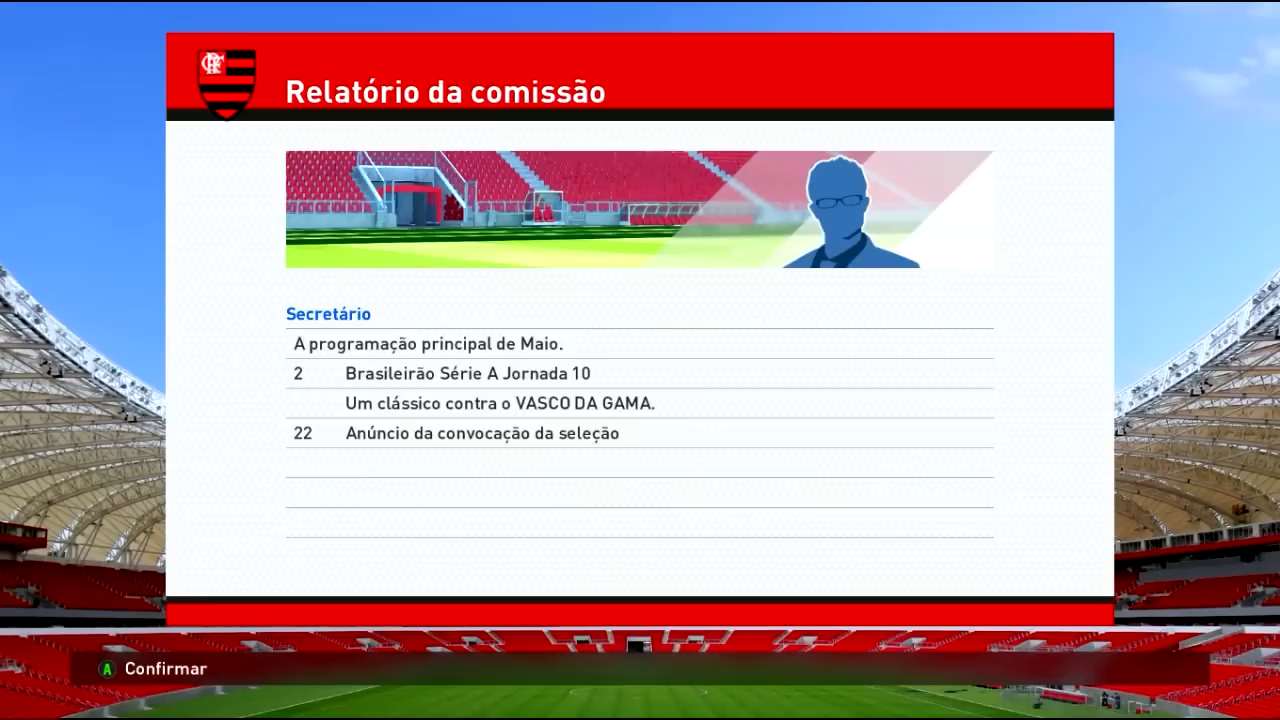 Relatório da comissão
Secretário
A programação principal de Maio.
2 Brasileirão Série A Jornada 10
Um clássico contra o VASCO DA GAMA.
22 Anúncio da convocação da seleção
A Confirmar